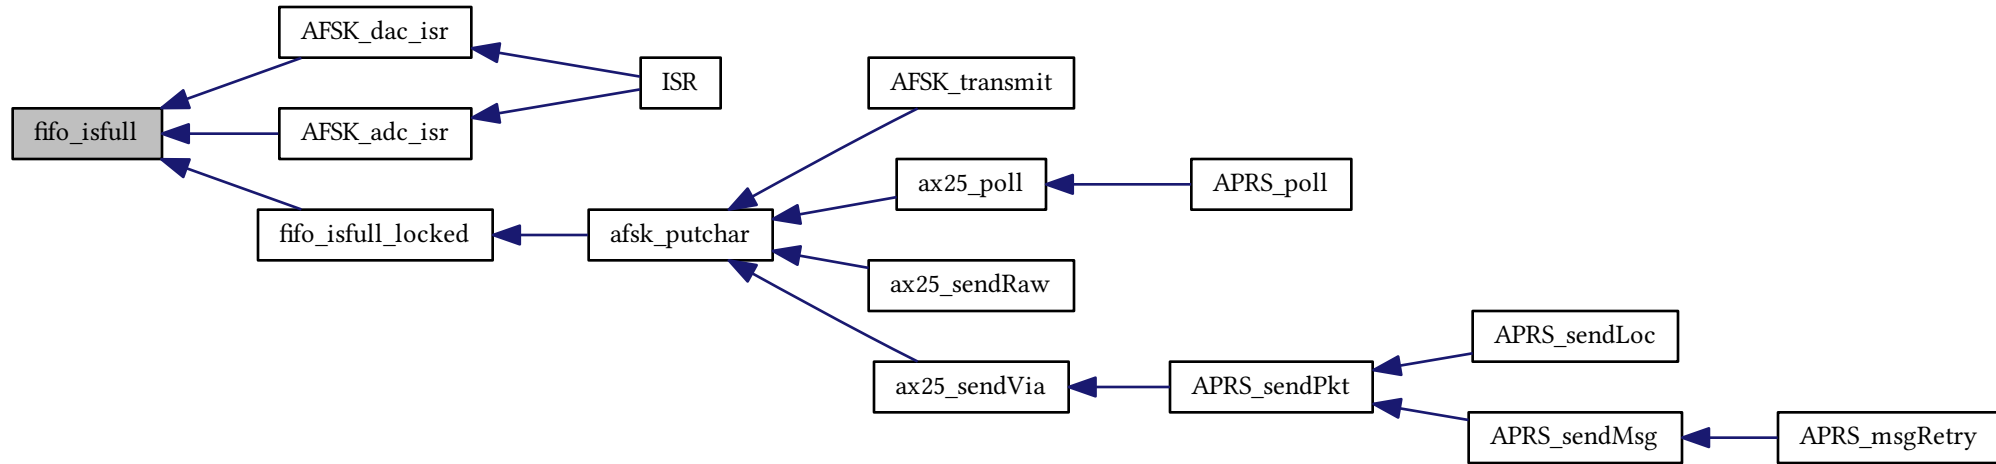 fifo_isfull
AFSK_dac_isr
ISR
AFSK_adc_isr
fifo_isfull_locked
afsk_putchar
AFSK_transmit
ax25_poll
APRS_poll
ax25_sendRaw
ax25_sendVia
APRS_sendPkt
APRS_sendLoc
APRS_sendMsg
APRS_msgRetry